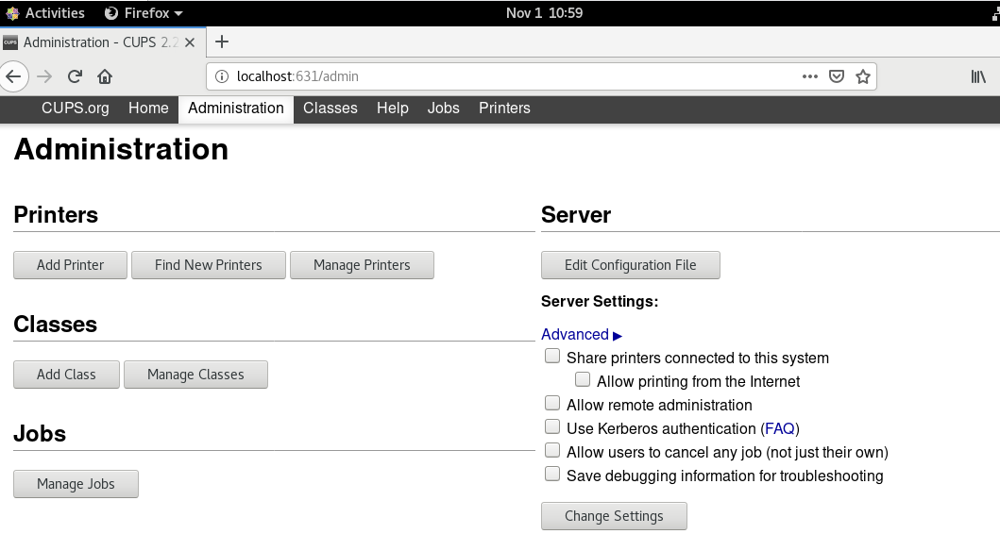 Activities Firefox Nov 1 10:59
CUPS Administration - CUPS 2.2
localhost:631/admin
CUPS.org Home Administration Classes Help Jobs Printers
Administration
Printers
Add Printer Find New Printers Manage Printers
Classes
Add Class Manage Classes
Jobs
Manage Jobs
Server
Edit Configuration File
Server Settings:
Advanced ▶
Share printers connected to this system
Allow printing from the Internet
Allow remote administration
Use Kerberos authentication (FAQ)
Allow users to cancel any job (not just their own)
Save debugging information for troubleshooting
Change Settings